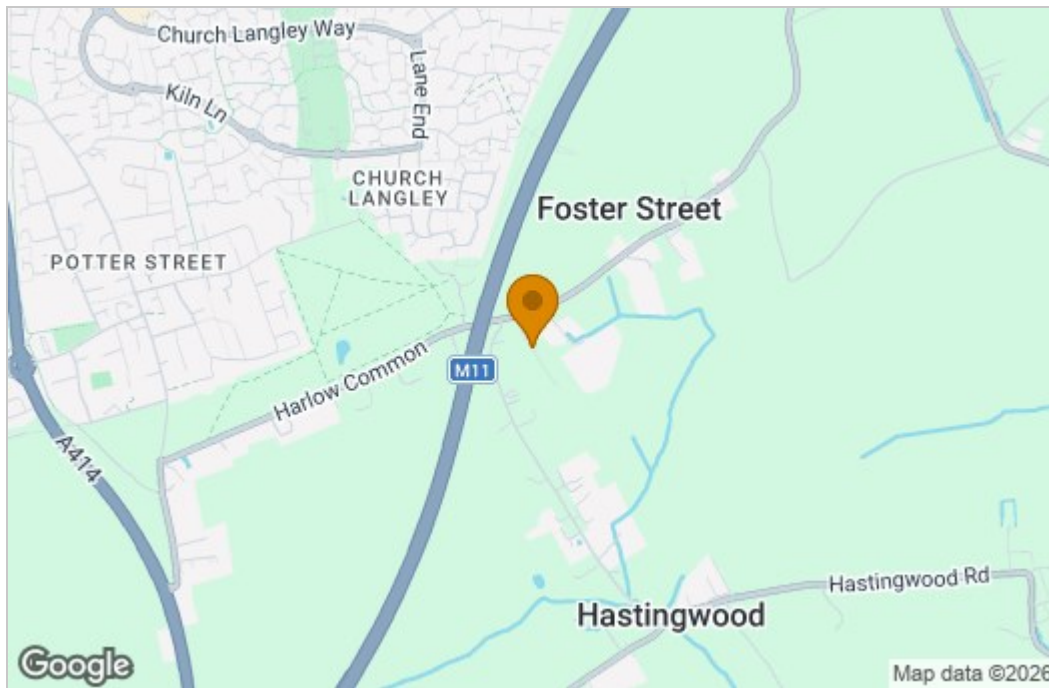 Church Langley Way
Lane End
Kiln Ln
CHURCH
LANGLEY
Foster Street
POTTER STREET
M11
Harlow Common
A414
Hastingwood Rd
Hastingwood
Google
Map data ©2026